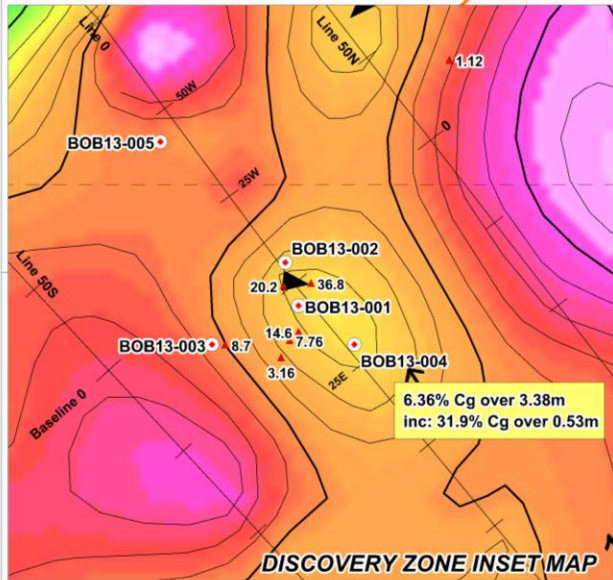 Line 0
Line 50N
1.12
50W
0
BOB13-005
25W
BOB13-002
Line 50S
20.2
36.8
BOB13-001
14.6
7.76
BOB13-003
8.7
BOB13-004
3.16
25E
Baseline 0
6.36% Cg over 3.38m
inc: 31.9% Cg over 0.53m
DISCOVERY ZONE INSET MAP